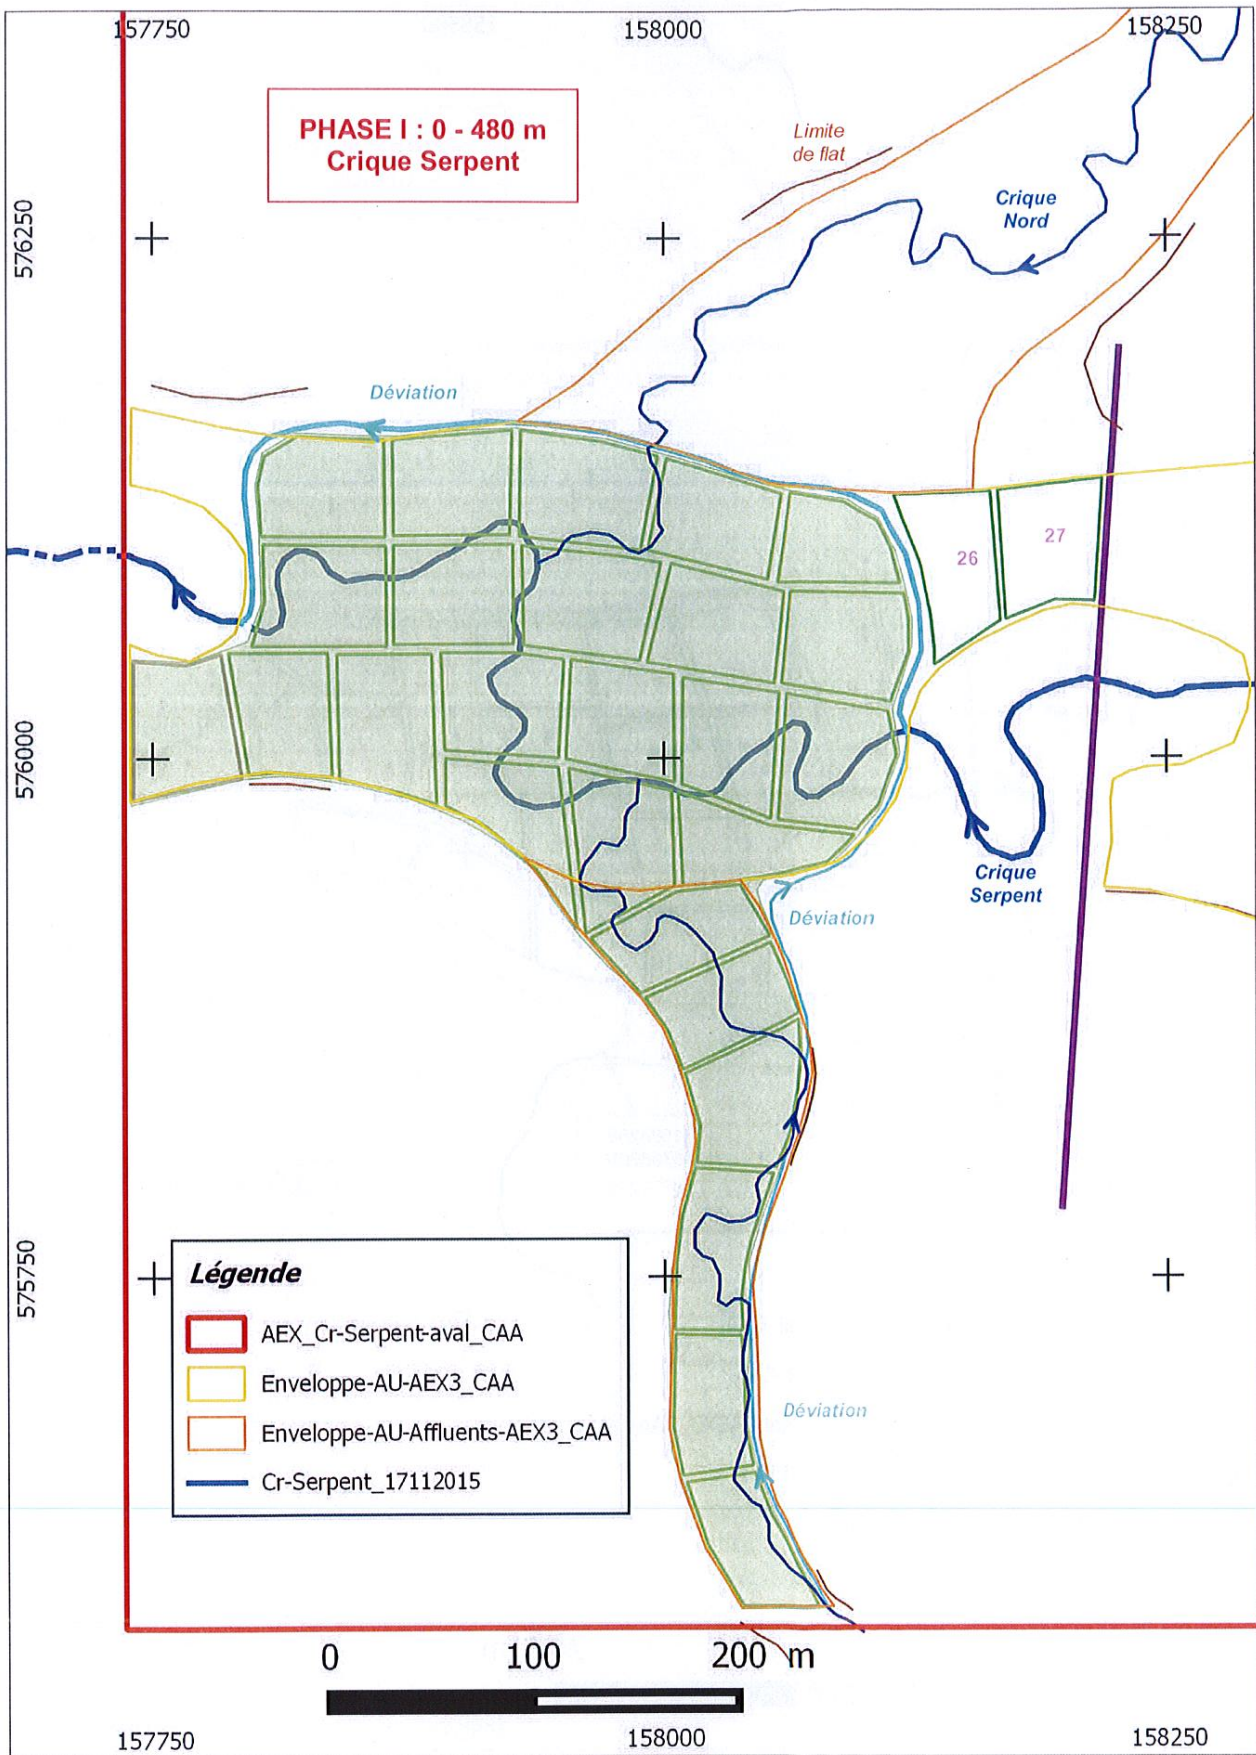 157750
158000
158250
PHASE I : 0 - 480 m
Crique Serpent
Limite
de flat
Crique
Nord
576250
Déviation
26
27
576000
Crique
Serpent
Déviation
575750
Légende
AEX_Cr-Serpent-aval_CAA
Enveloppe-AU-AEX3_CAA
Enveloppe-AU-Affluents-AEX3_CAA
Cr-Serpent_17112015
Déviation
0
100
200 m
157750
158000
158250